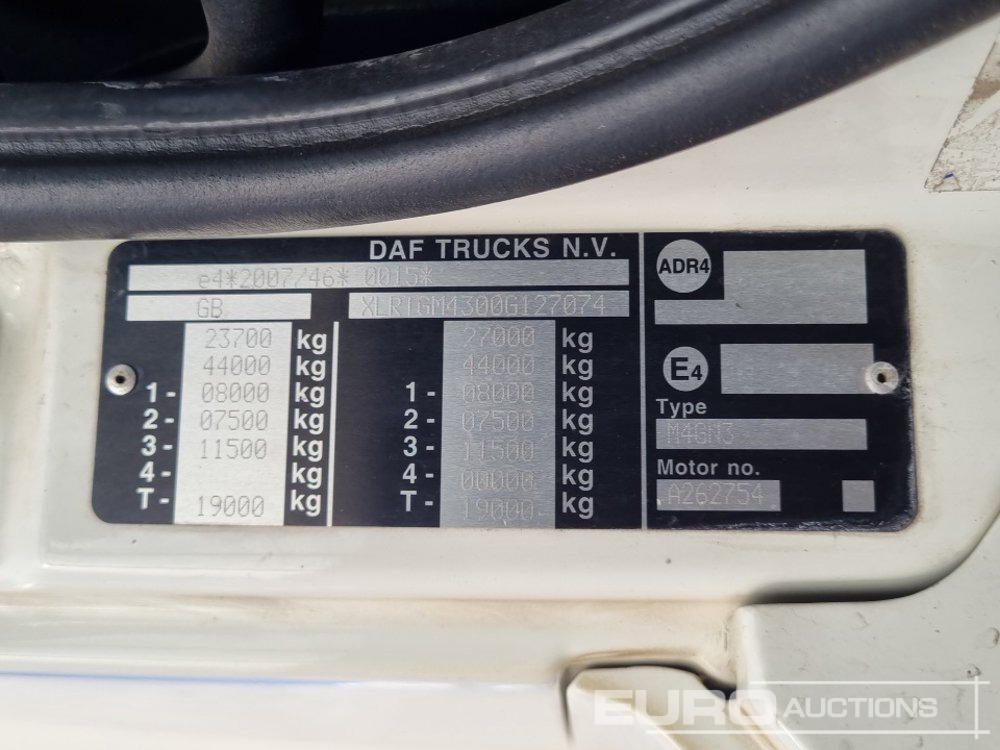 DAF TRUCKS N.V.
e4*2007/46* 0015*
GB XLRTGM4300G127074
23700 kg 27000 kg
44000 kg 44000 kg
1- 08000 kg 1- 08000 kg
2- 07500 kg 2- 07500 kg
3- 11500 kg 3- 11500 kg
4- kg 4- 00000 kg
T- 19000 kg T- 19000 kg
ADR4
E4
Type
M4GN3
Motor no.
A262754
EURO AUCTIONS